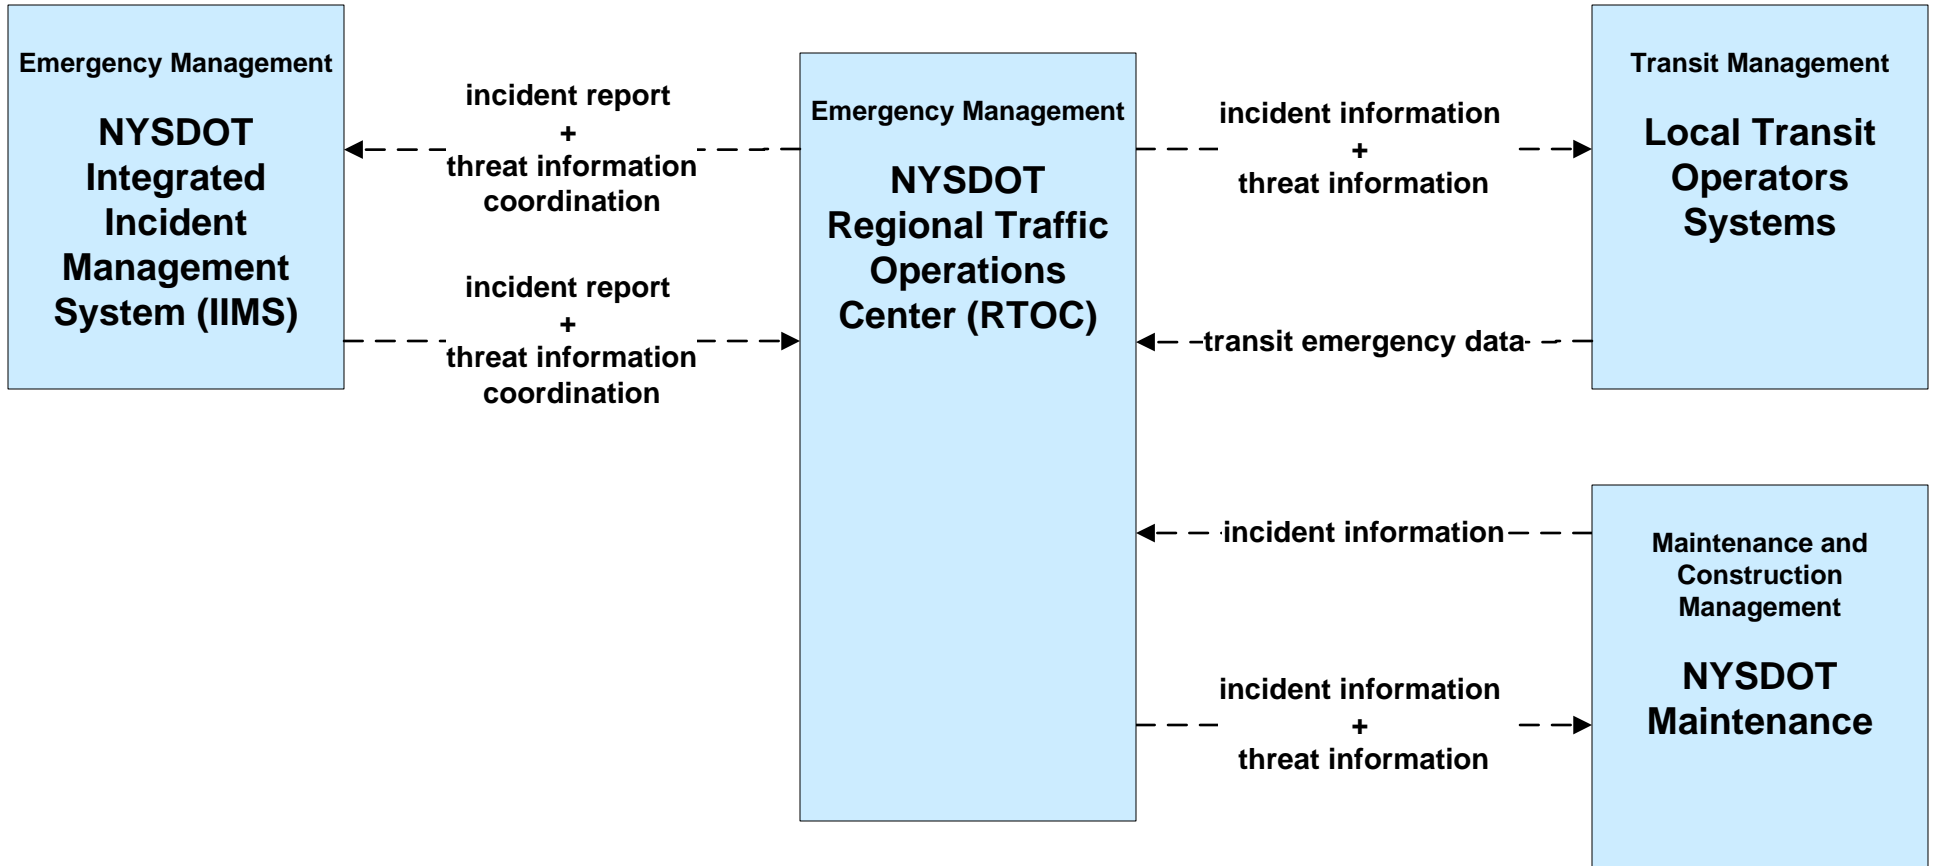 Emergency Management
NYSDOT
Integrated
Incident
Management
System (IIMS)
incident report
+
threat information
coordination
incident report
+
threat information
coordination
Emergency Management
NYSDOT
Regional Traffic
Operations
Center (RTOC)
incident information
+
threat information
transit emergency data
incident information
incident information
+
threat information
Transit Management
Local Transit
Operators
Systems
Maintenance and
Construction
Management
NYSDOT
Maintenance